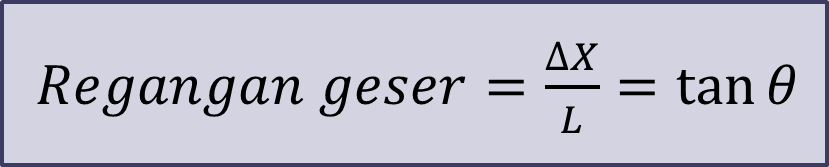 Regangan geser = ΔX/L = tan θ